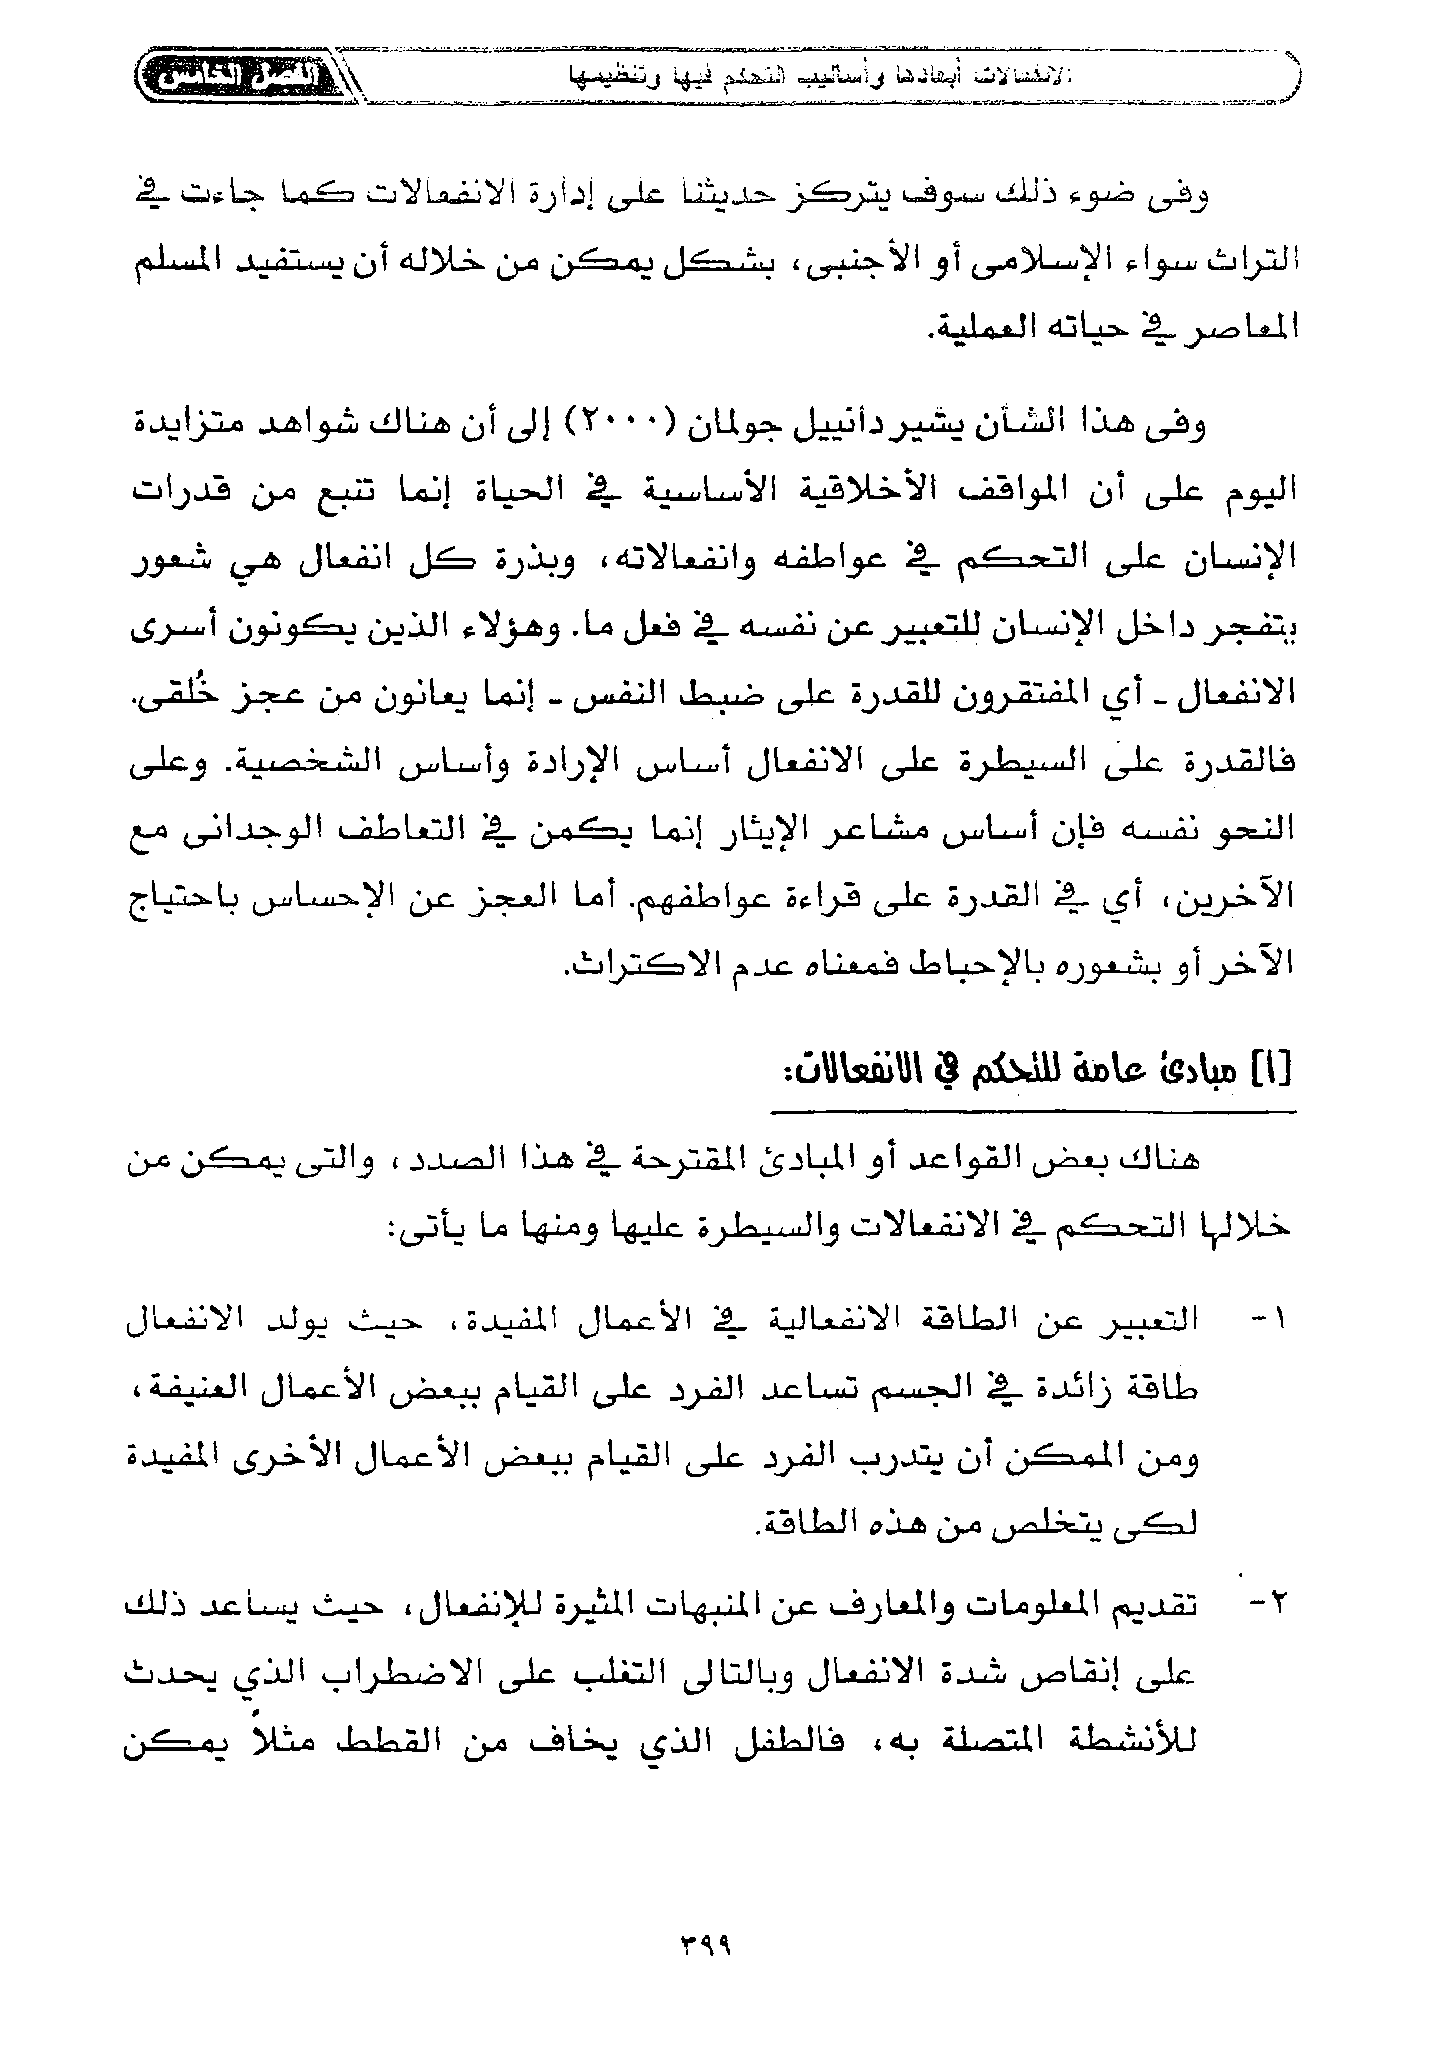 الانفعالات أبعادها وأساليب التحكم فيها وتنظيمها
الفصل الخامس
وفى ضوء ذلك سوف يتركز حديثنا على إدارة الانفعالات كما جاءت في
التراث سواء الإسلامى أو الأجنبى، بشكل يمكن من خلاله أن يستفيد المسلم
المعاصر في حياته العملية.
وفى هذا الشأن يشير دانييل جولمان (٢٠٠٠) إلى أن هناك شواهد متزايدة
اليوم على أن المواقف الأخلاقية الأساسية في الحياة إنما تنبع من قدرات
الإنسان على التحكم في عواطفه وانفعالاته، وبذرة كل انفعال هي شعور
يتفجر داخل الإنسان للتعبير عن نفسه في فعل ما. وهؤلاء الذين يكونون أسرى
الانفعال - أي المفتقرون للقدرة على ضبط النفس - إنما يعانون من عجز خُلقى.
فالقدرة على السيطرة على الانفعال أساس الإرادة وأساس الشخصية. وعلى
النحو نفسه فإن أساس مشاعر الإيثار إنما يكمن في التعاطف الوجدانى مع
الآخرين، أي في القدرة على قراءة عواطفهم. أما العجز عن الإحساس باحتياج
الآخر أو بشعوره بالإحباط فمعناه عدم الاكتراث.
[أ] مبادئ عامة للتحكم في الانفعالات:
هناك بعض القواعد أو المبادئ المقترحة في هذا الصدد، والتى يمكن من
خلالها التحكم في الانفعالات والسيطرة عليها ومنها ما يأتى:
١- التعبير عن الطاقة الانفعالية في الأعمال المفيدة، حيث يولد الانفعال
طاقة زائدة في الجسم تساعد الفرد على القيام ببعض الأعمال العنيفة،
ومن الممكن أن يتدرب الفرد على القيام ببعض الأعمال الأخرى المفيدة
لكى يتخلص من هذه الطاقة.
٢- تقديم المعلومات والمعارف عن المنبهات المثيرة للإنفعال، حيث يساعد ذلك
على إنقاص شدة الانفعال وبالتالى التغلب على الاضطراب الذي يحدث
للأنشطة المتصلة به، فالطفل الذي يخاف من القطط مثلاً يمكن
٣٩٩